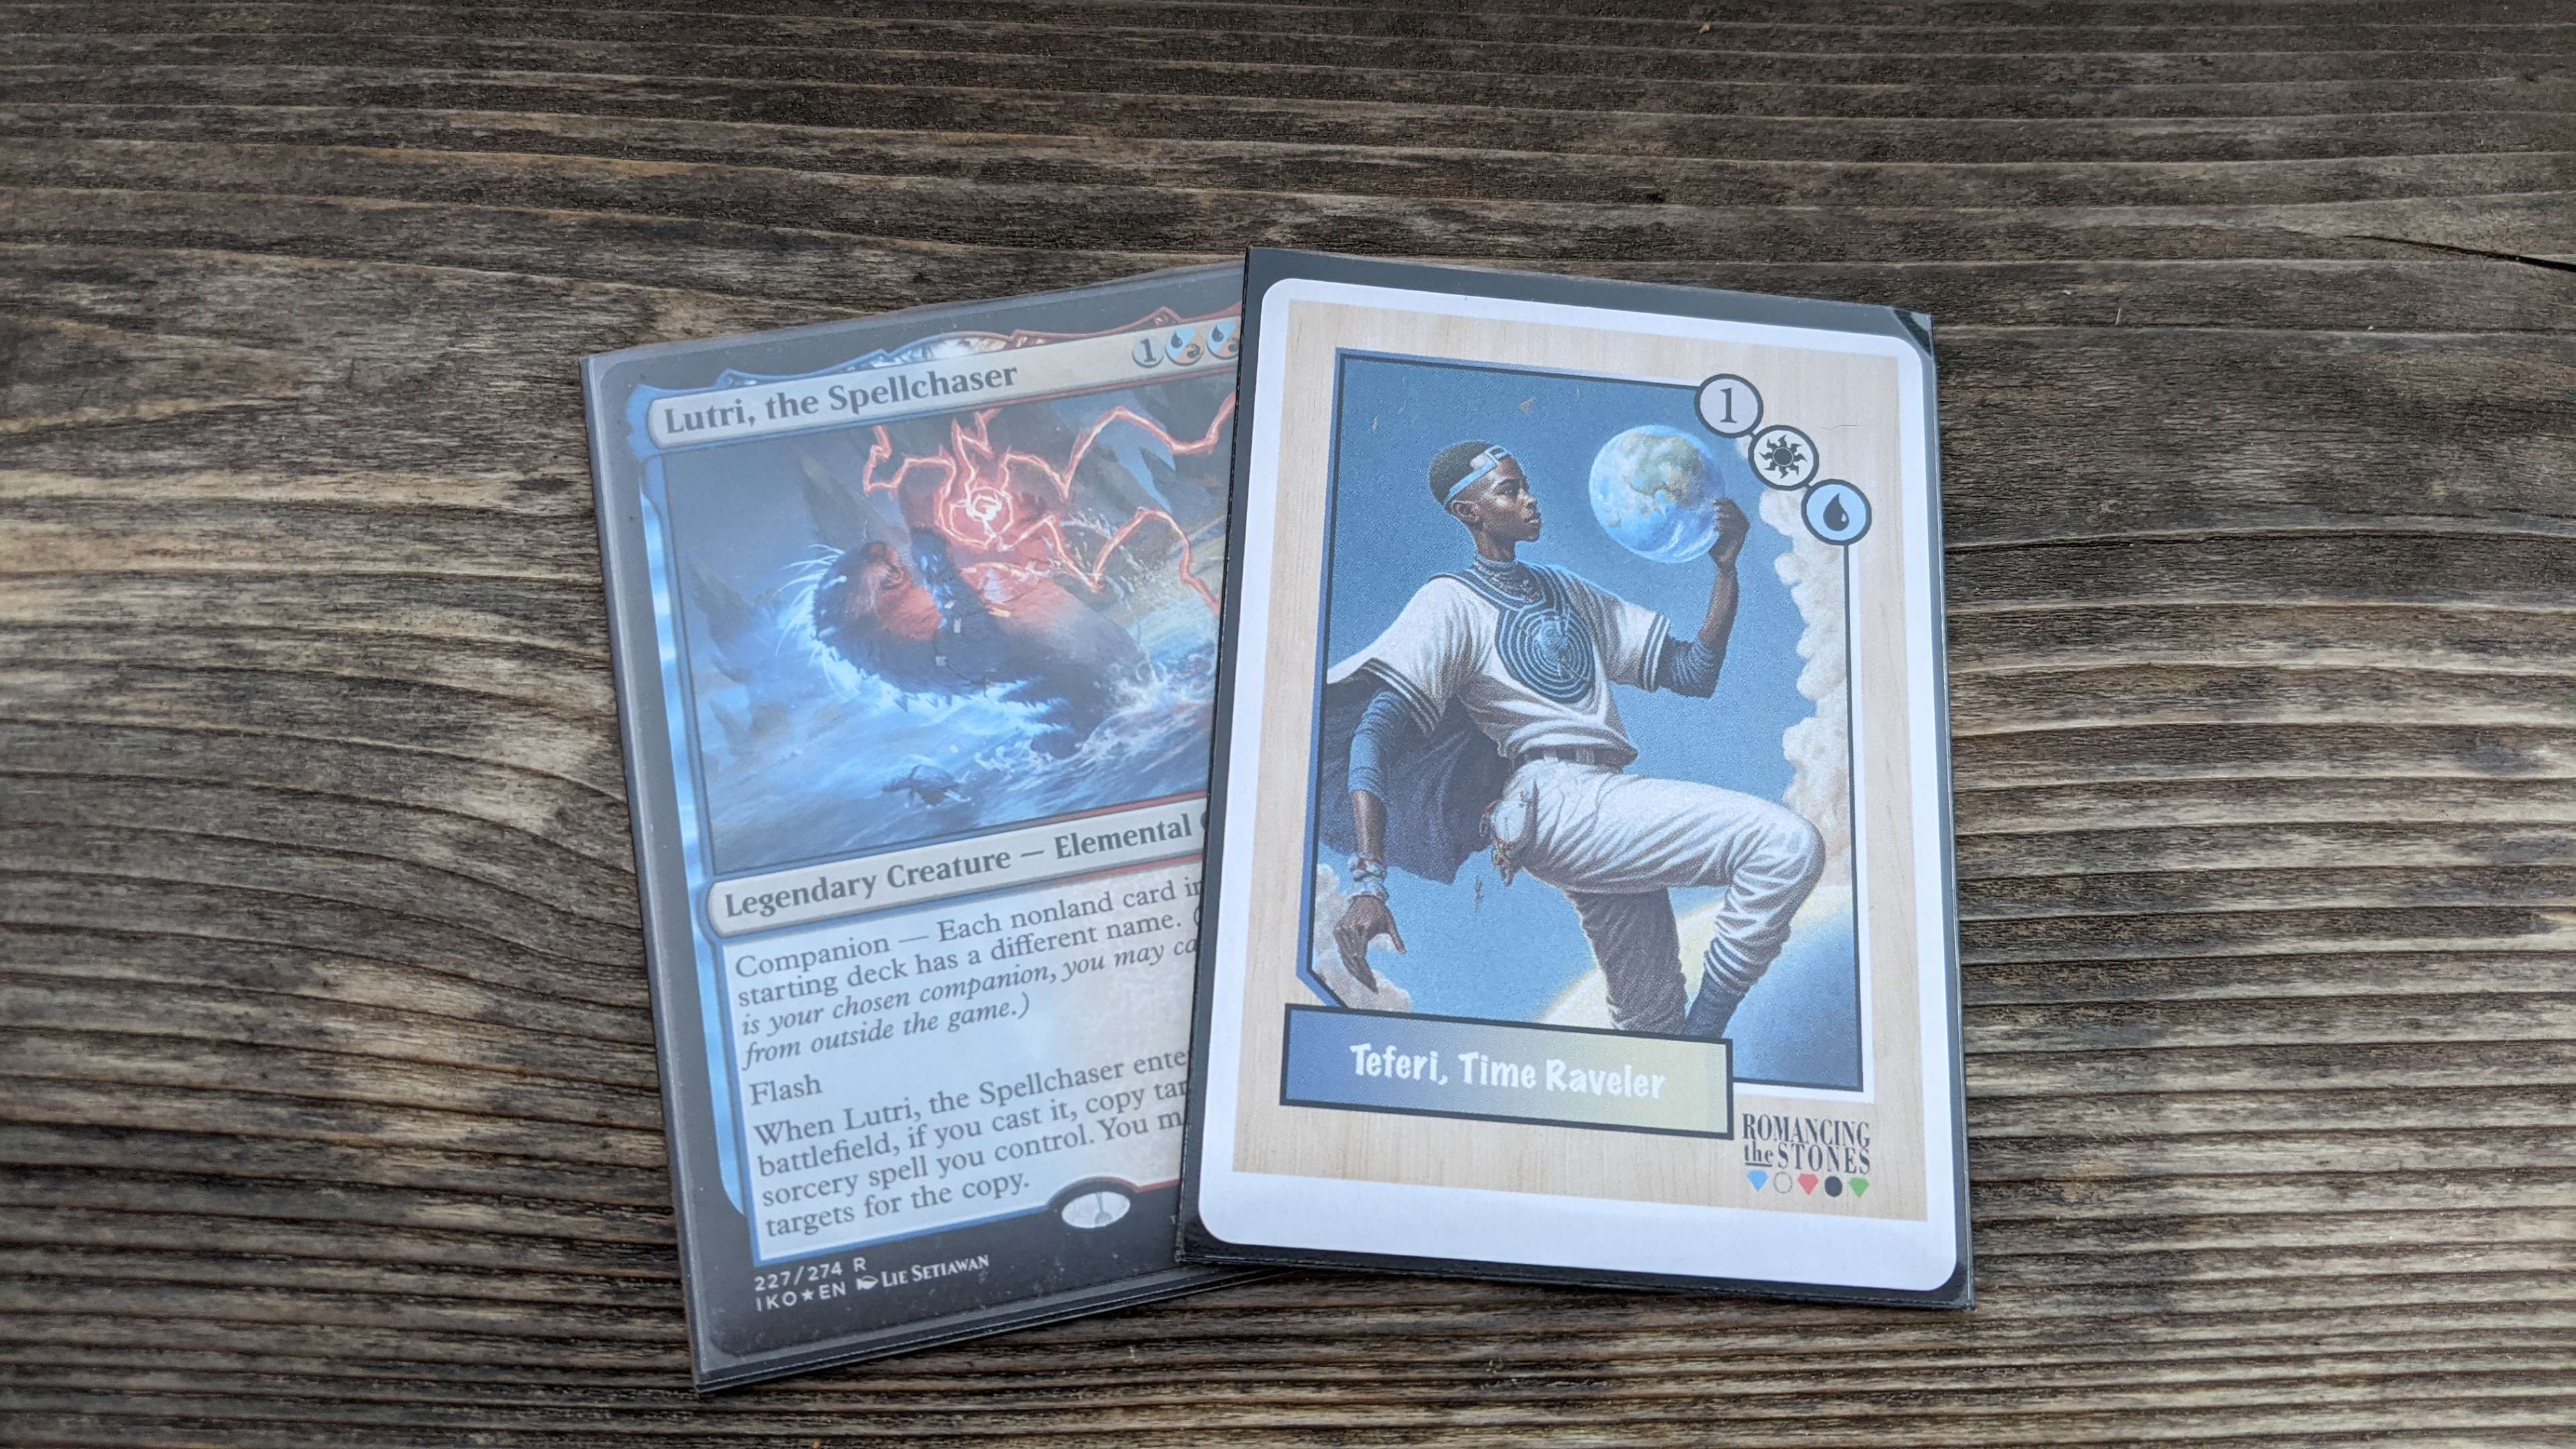 Lutri, the Spellchaser
1
Legendary Creature — Elemental
Companion — Each nonland card in
starting deck has a different name. (
is your chosen companion, you may
from outside the game.)
Flash
When Lutri, the Spellchaser
battlefield, if you cast it, copy
sorcery spell you control. You
targets for the copy.
227/274 R
IKO★EN LIE SETIAWAN
1
Teferi, Time Raveler
ROMANCING
the STONES